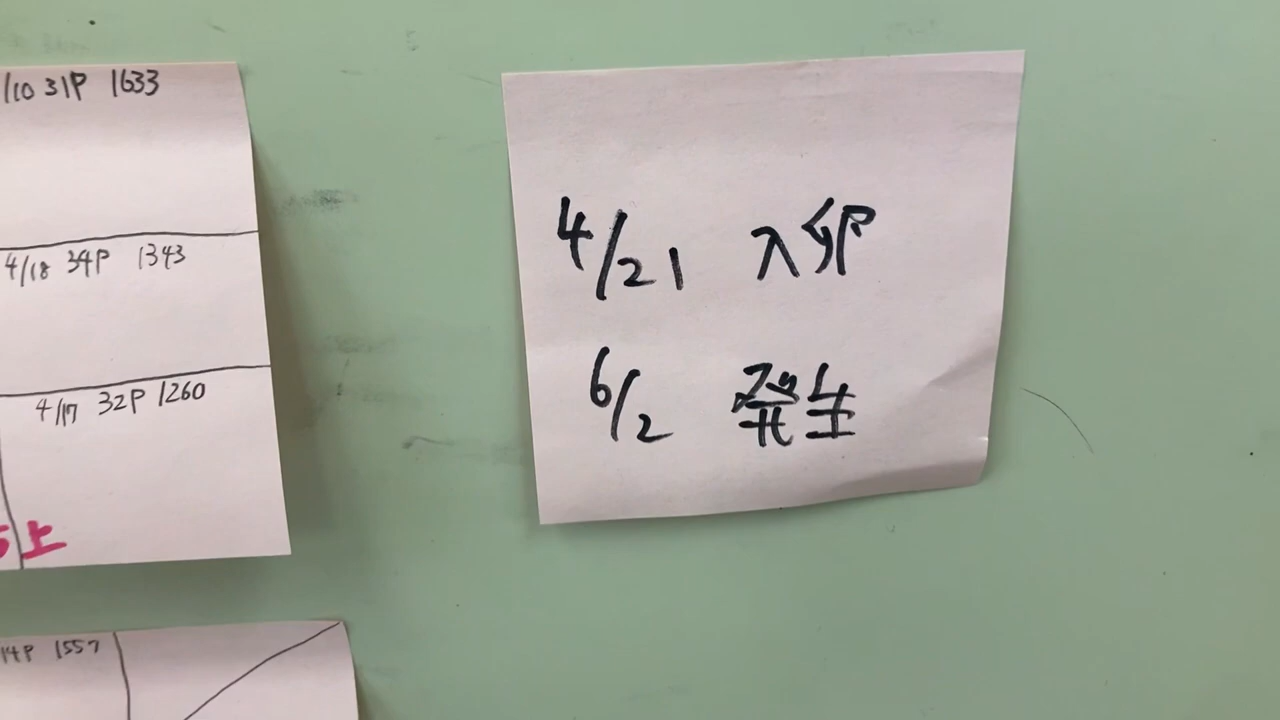 /10 31P 1633
4/18 34P 1343
4/17 32P 1260
上
14P 1557
4/21 入卵
6/2 発生